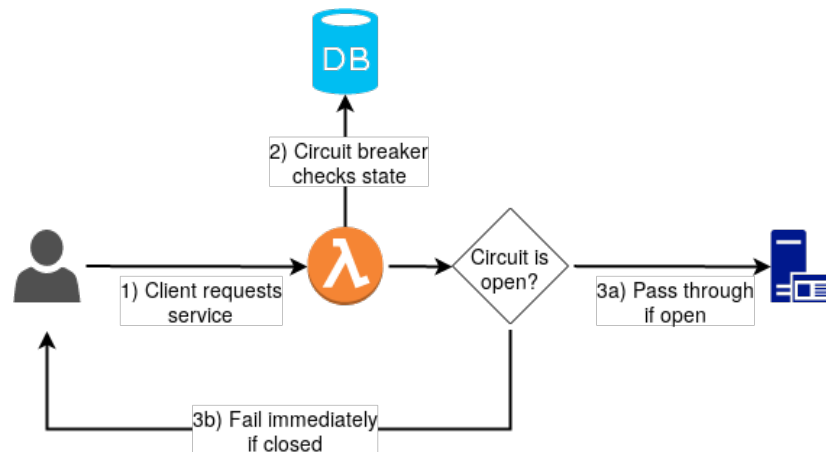 DB
2) Circuit breaker
checks state
Circuit is
open?
1) Client requests
service
3a) Pass through
if open
3b) Fail immediately
if closed